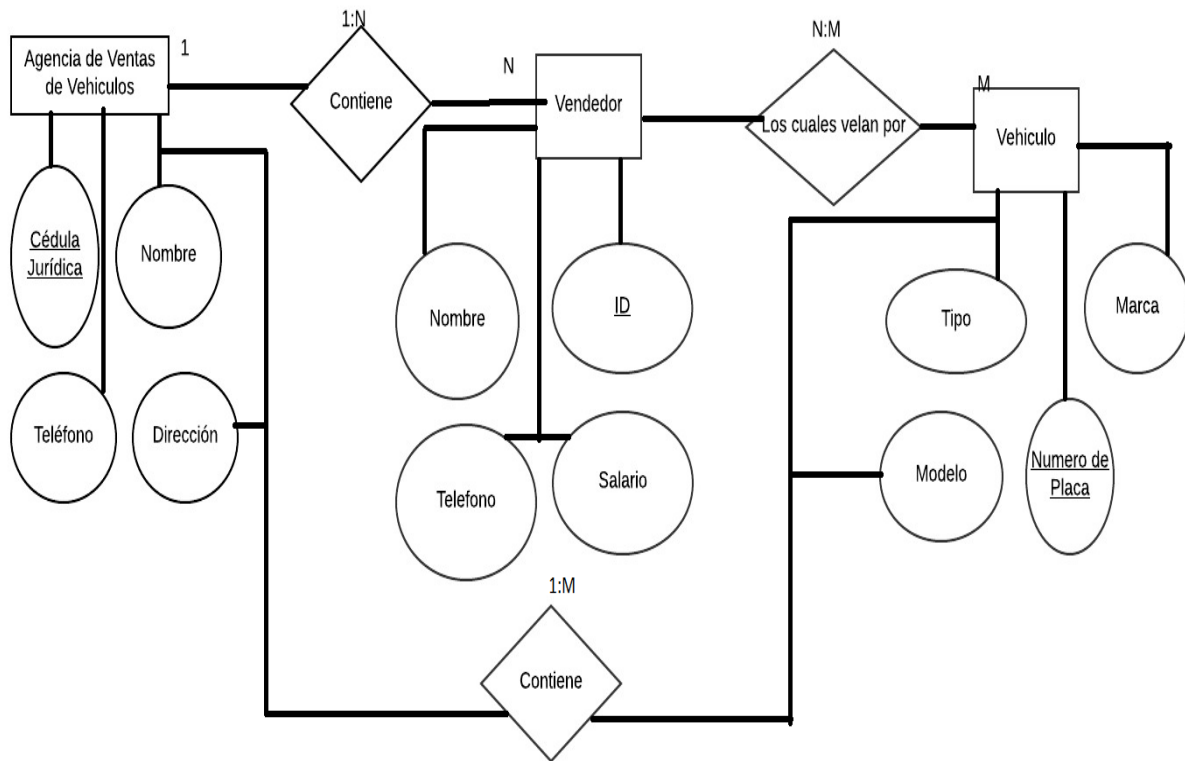 1:N
N:M
1
Agencia de Ventas
de Vehiculos
Contiene
N
Vendedor
Los cuales velan por
M
Vehiculo
Cédula
Jurídica
Nombre
Nombre
ID
Tipo
Marca
Teléfono
Dirección
Telefono
Salario
Modelo
Numero de
Placa
1:M
Contiene